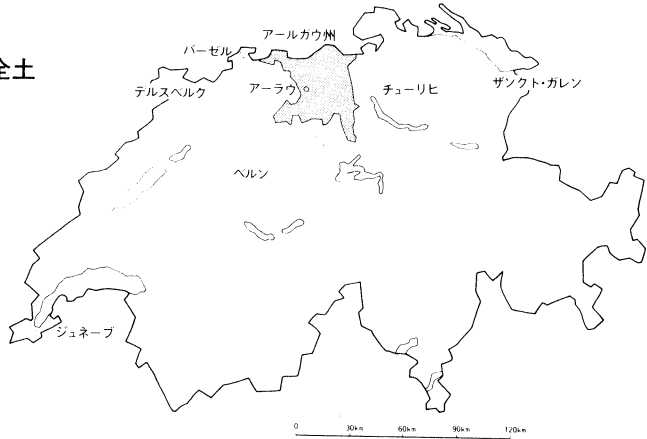 全土
アールガウ州
バーゼル
デルスベルク
アーラウ
チューリヒ
ザンクト・ガレン
ベルン
ジュネーブ
0 30km 60km 90km 120km